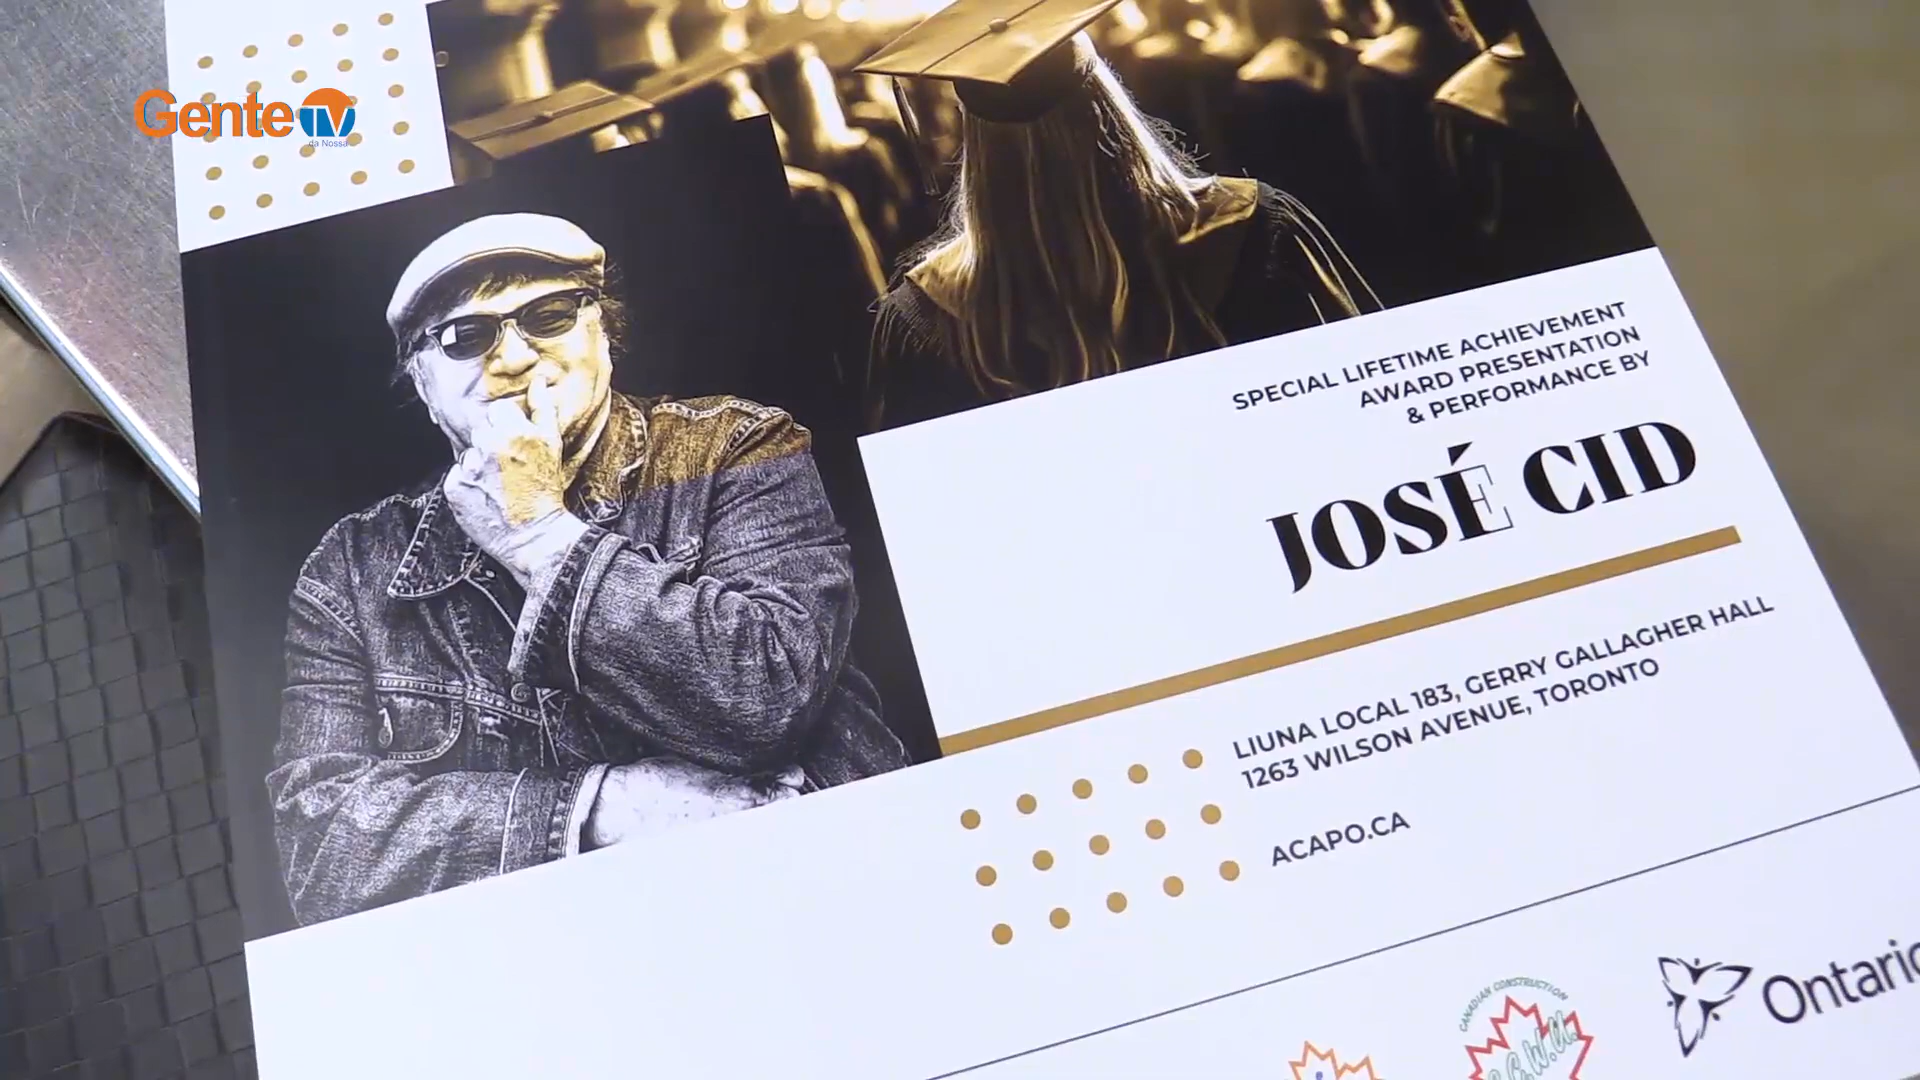 Gente TV
da Nossa
SPECIAL LIFETIME ACHIEVEMENT
AWARD PRESENTATION
& PERFORMANCE BY
JOSÉ CID
LIUNA LOCAL 183, GERRY GALLAGHER HALL
1263 WILSON AVENUE, TORONTO
ACAPO.CA
CANADIAN CONSTRUCTION
Ontario